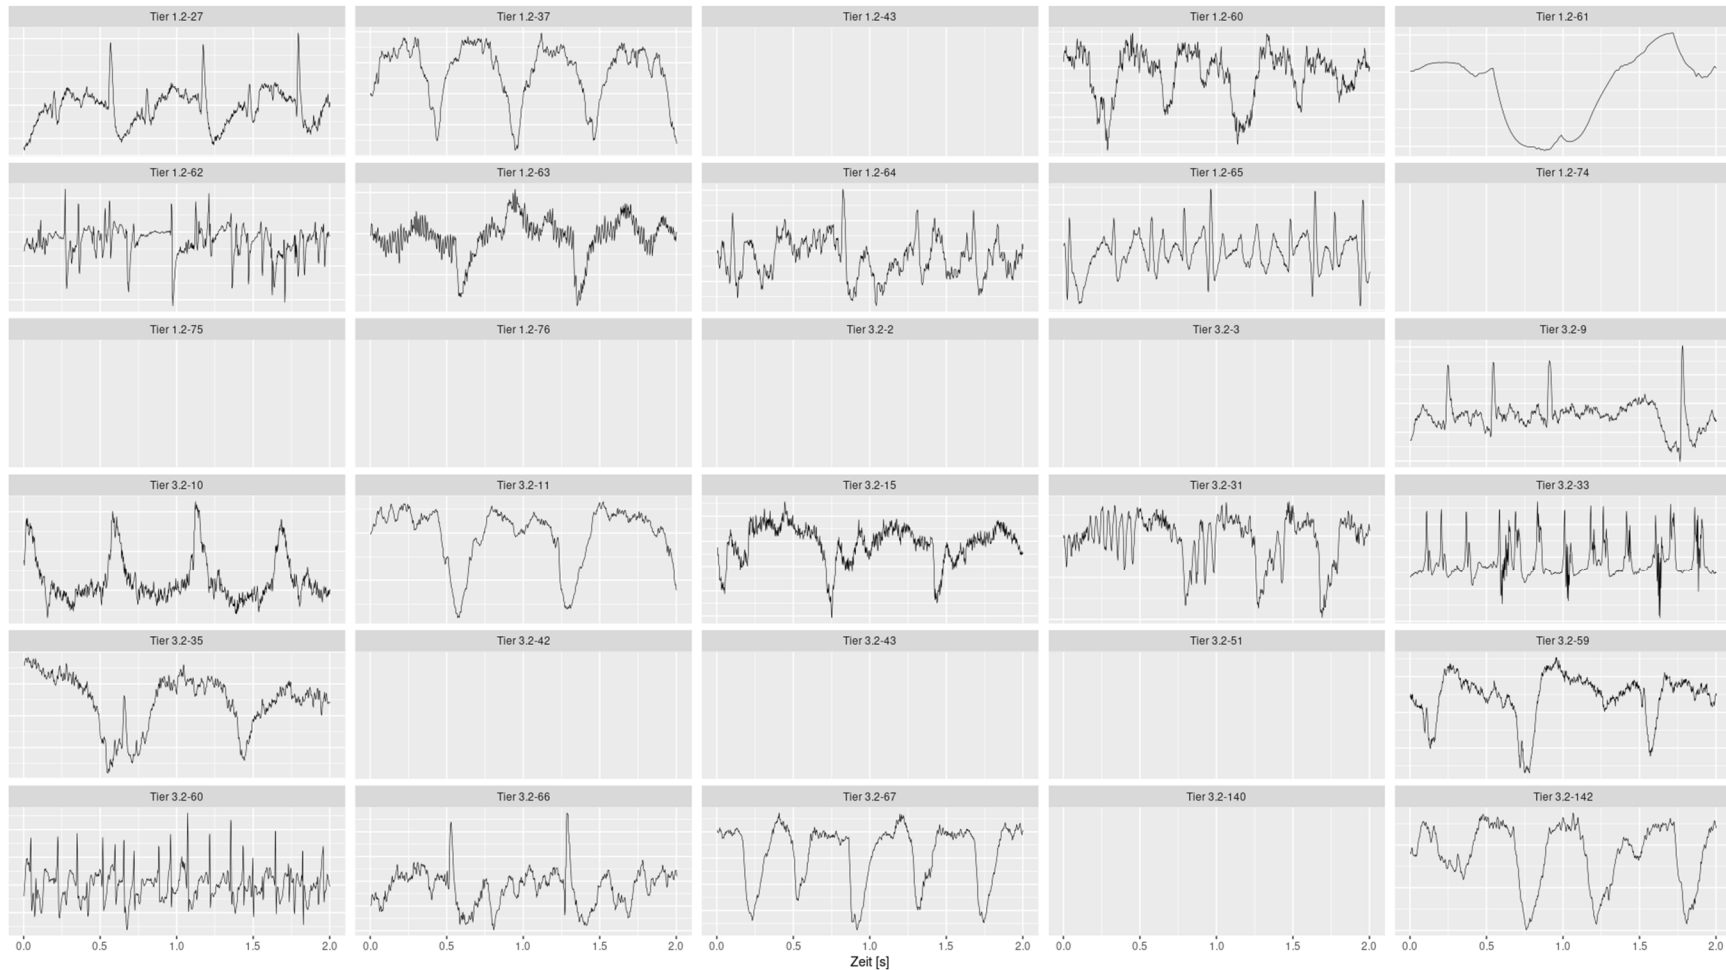 Tier 1.2-27
Tier 1.2-37
Tier 1.2-43
Tier 1.2-60
Tier 1.2-61
Tier 1.2-62
Tier 1.2-63
Tier 1.2-64
Tier 1.2-65
Tier 1.2-74
Tier 1.2-75
Tier 1.2-76
Tier 3.2-2
Tier 3.2-3
Tier 3.2-9
Tier 3.2-10
Tier 3.2-11
Tier 3.2-15
Tier 3.2-31
Tier 3.2-33
Tier 3.2-35
Tier 3.2-42
Tier 3.2-43
Tier 3.2-51
Tier 3.2-59
Tier 3.2-60
Tier 3.2-66
Tier 3.2-67
Tier 3.2-140
Tier 3.2-142
0.0 0.5 1.0 1.5 2.0
0.0 0.5 1.0 1.5 2.0
0.0 0.5 1.0 1.5 2.0
0.0 0.5 1.0 1.5 2.0
0.0 0.5 1.0 1.5 2.0
Zeit [s]